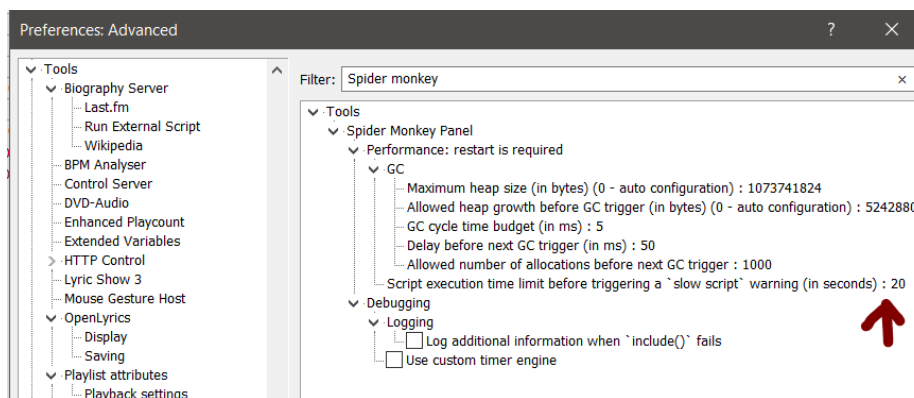 Preferences: Advanced
?
×
Tools
Biography Server
Last.fm
Run External Script
Wikipedia
BPM Analyser
Control Server
DVD-Audio
Enhanced Playcount
Extended Variables
HTTP Control
Lyric Show 3
Mouse Gesture Host
OpenLyrics
Display
Saving
Playlist attributes
Playback settings
Filter: Spider monkey ×
Tools
Spider Monkey Panel
Performance: restart is required
GC
Maximum heap size (in bytes) (0 - auto configuration) : 1073741824
Allowed heap growth before GC trigger (in bytes) (0 - auto configuration) : 5242880
GC cycle time budget (in ms) : 5
Delay before next GC trigger (in ms) : 50
Allowed number of allocations before next GC trigger : 1000
Script execution time limit before triggering a `slow script` warning (in seconds) : 20
Debugging
Logging
Log additional information when `include()` fails
Use custom timer engine